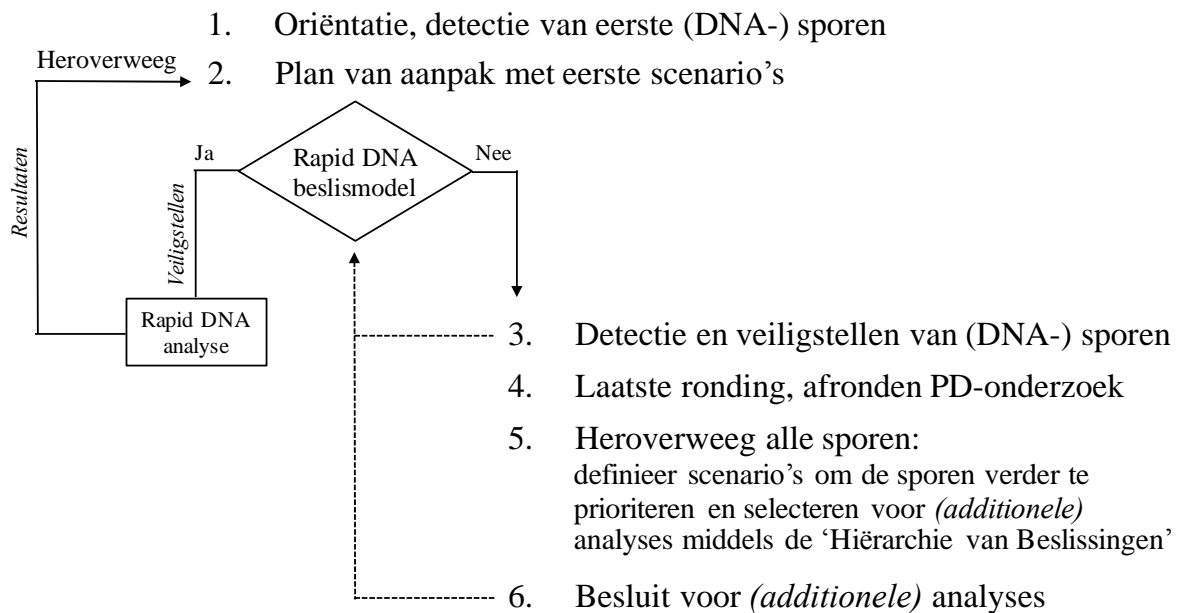 1. Oriëntatie, detectie van eerste (DNA-) sporen
Heroverweeg
2. Plan van aanpak met eerste scenario’s
Ja
Rapid DNA
beslismodel
Nee
Resultaten
Veiligstellen
Rapid DNA
analyse
3. Detectie en veiligstellen van (DNA-) sporen
4. Laatste ronding, afronden PD-onderzoek
5. Heroverweeg alle sporen:
definieer scenario’s om de sporen verder te
prioriteren en selecteren voor (additionele)
analyses middels de ‘Hiërarchie van Beslissingen’
6. Besluit voor (additionele) analyses